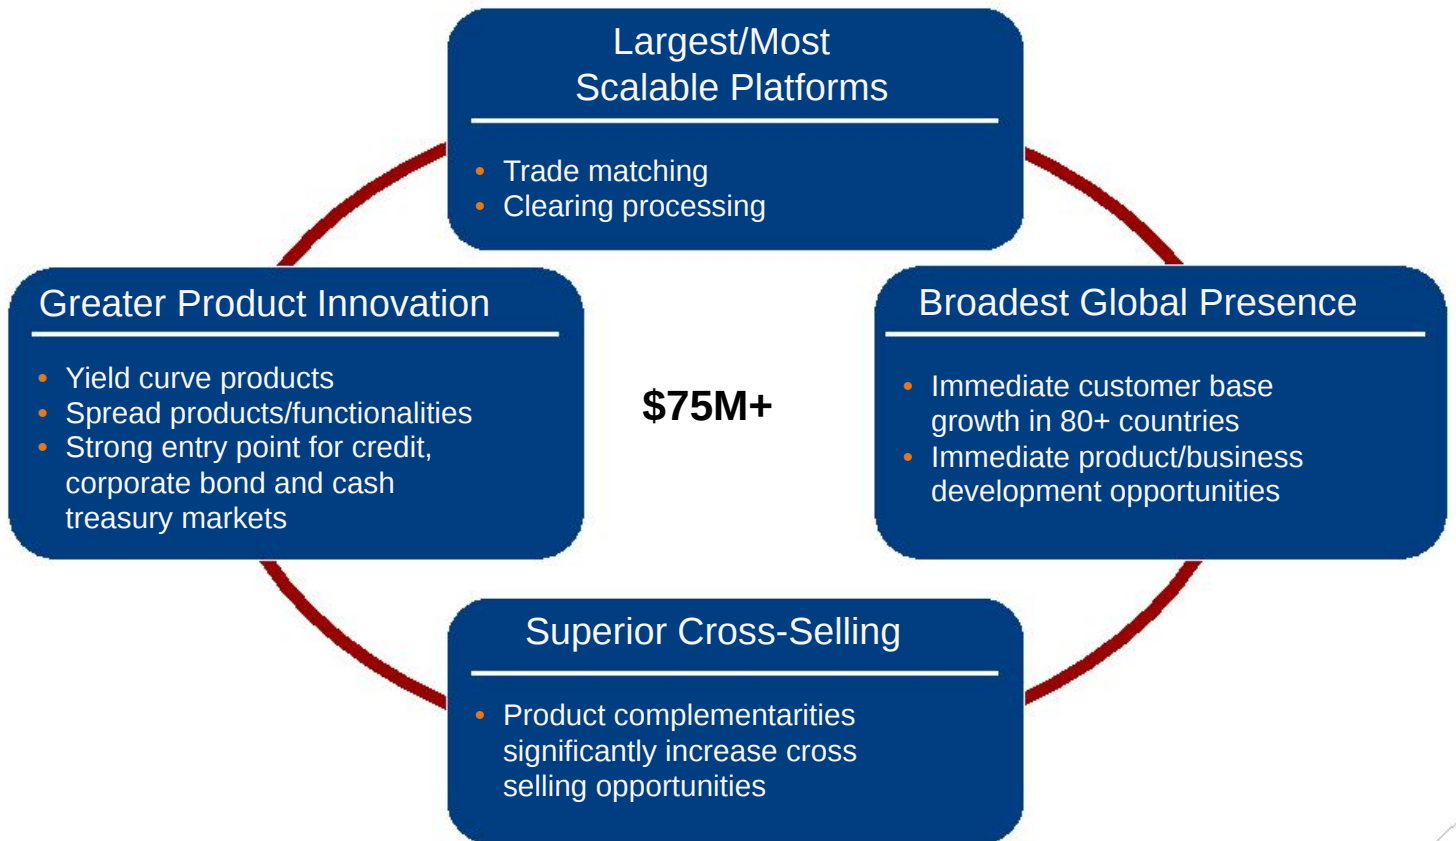 Largest/Most
Scalable Platforms
• Trade matching
• Clearing processing
Greater Product Innovation
• Yield curve products
• Spread products/functionalities
• Strong entry point for credit,
corporate bond and cash
treasury markets
$75M+
Broadest Global Presence
• Immediate customer base
growth in 80+ countries
• Immediate product/business
development opportunities
Superior Cross-Selling
• Product complementarities
significantly increase cross
selling opportunities